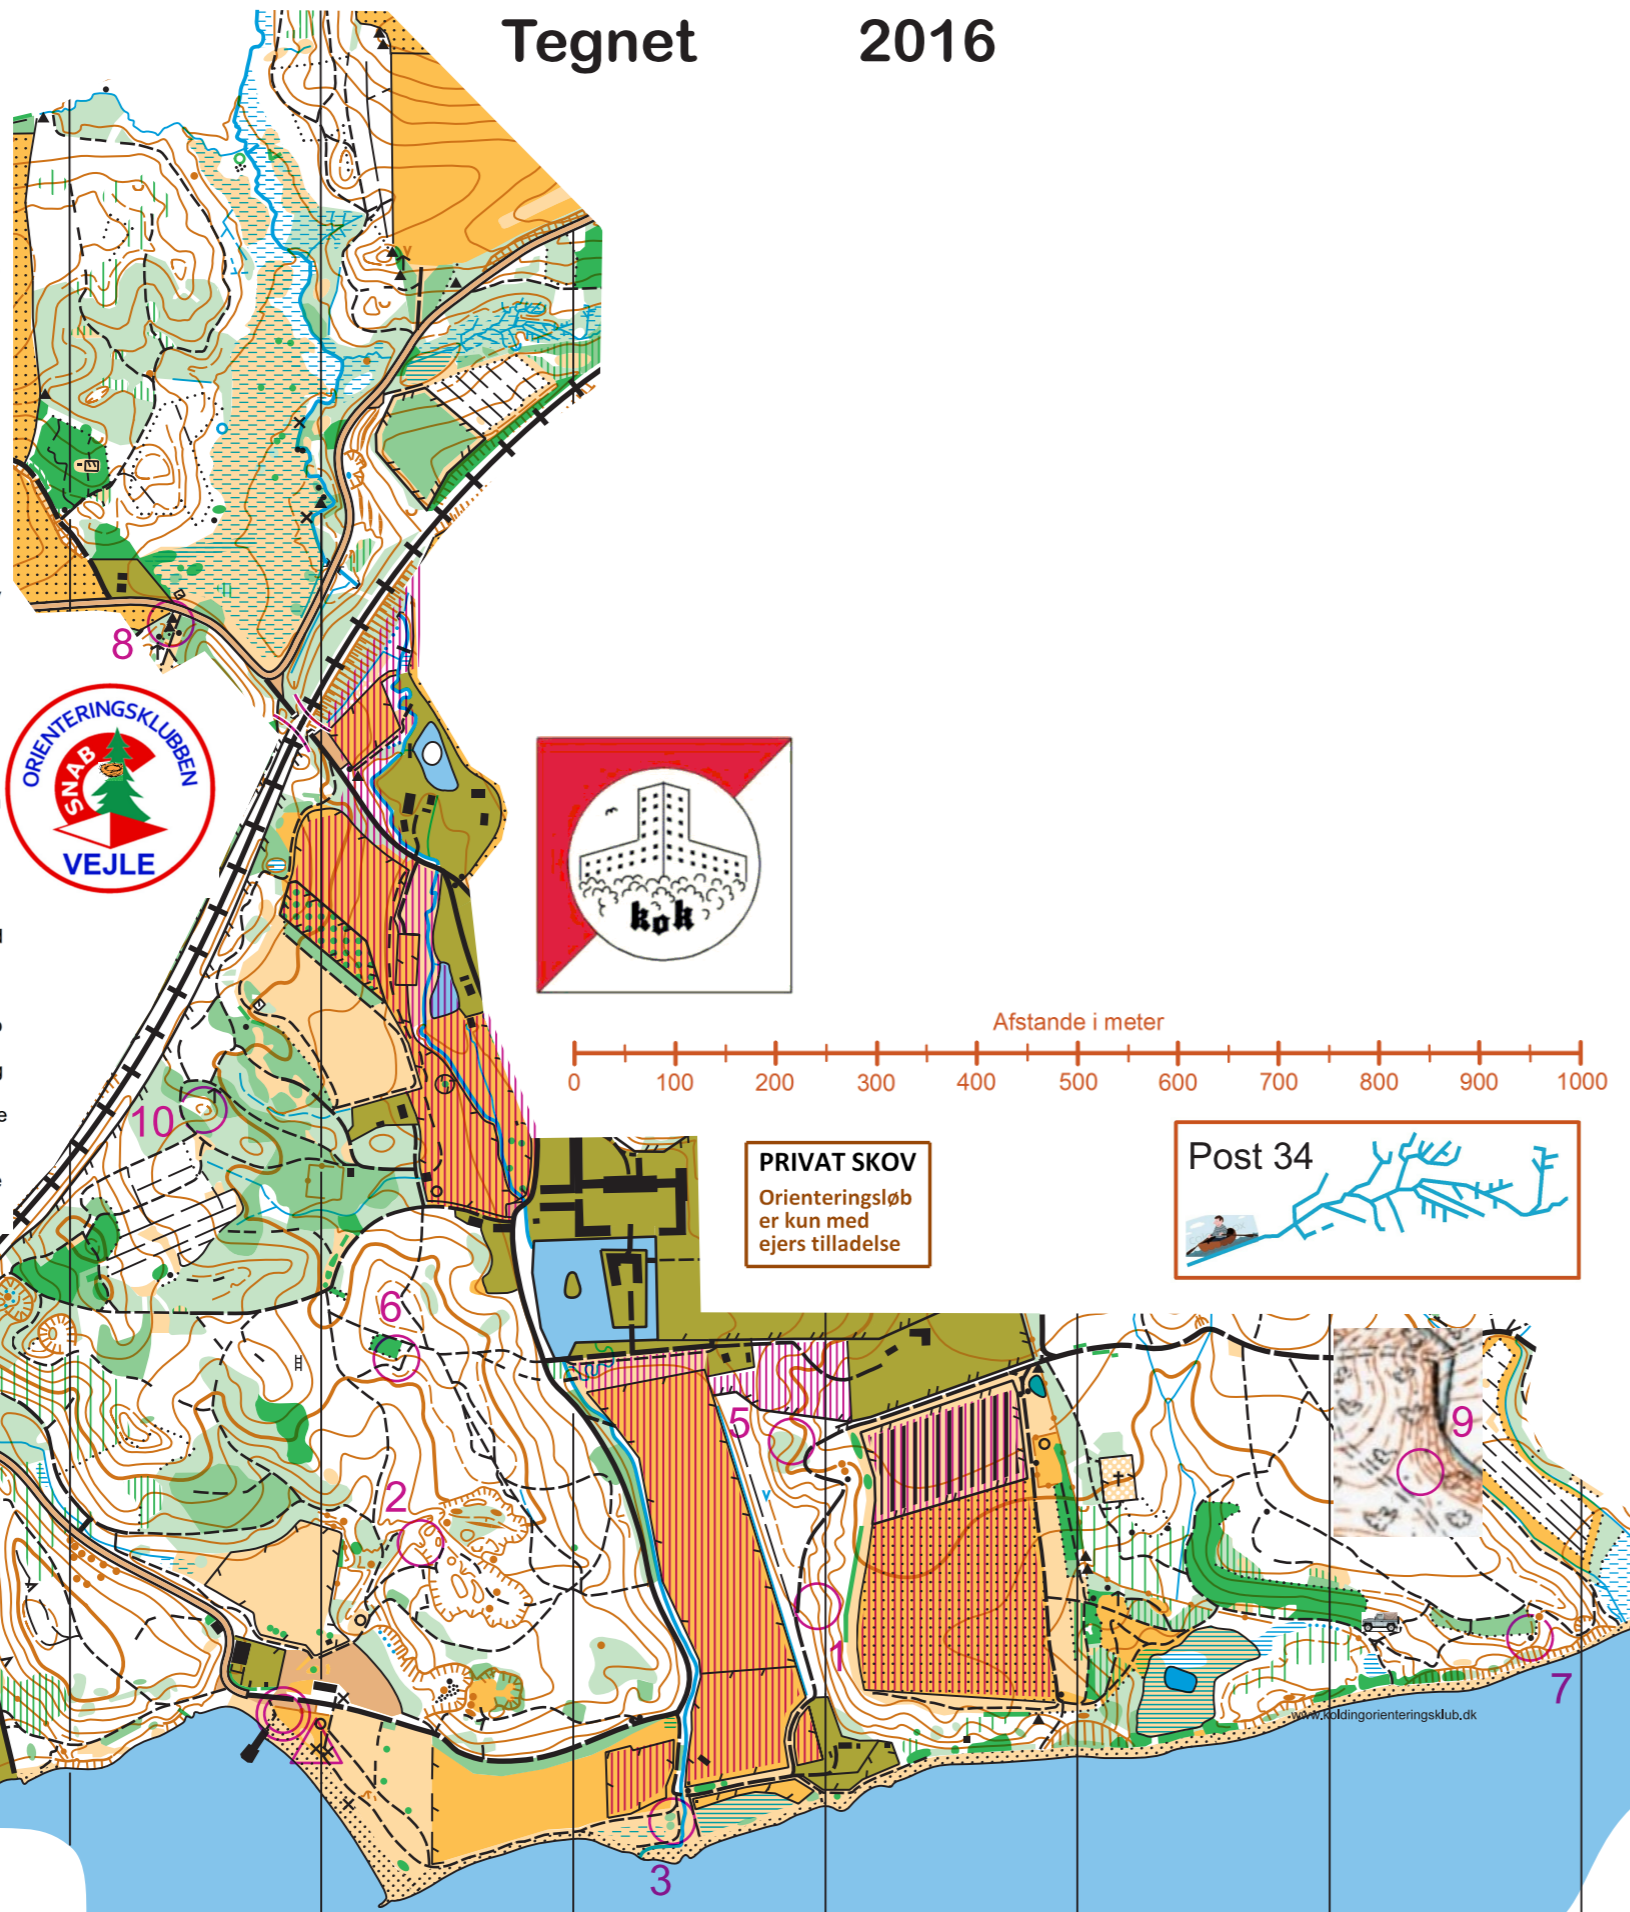 Tegnet 2016
8
ORIENTERINGSKLUBBEN
SNAB
VEJLE
kok
Afstande i meter
0 100 200 300 400 500 600 700 800 900 1000
10
PRIVAT SKOV
Orienteringsløb
er kun med
ejers tilladelse
Post 34
6
5
9
2
1
7
www.koldingorienteringsklub.dk
3